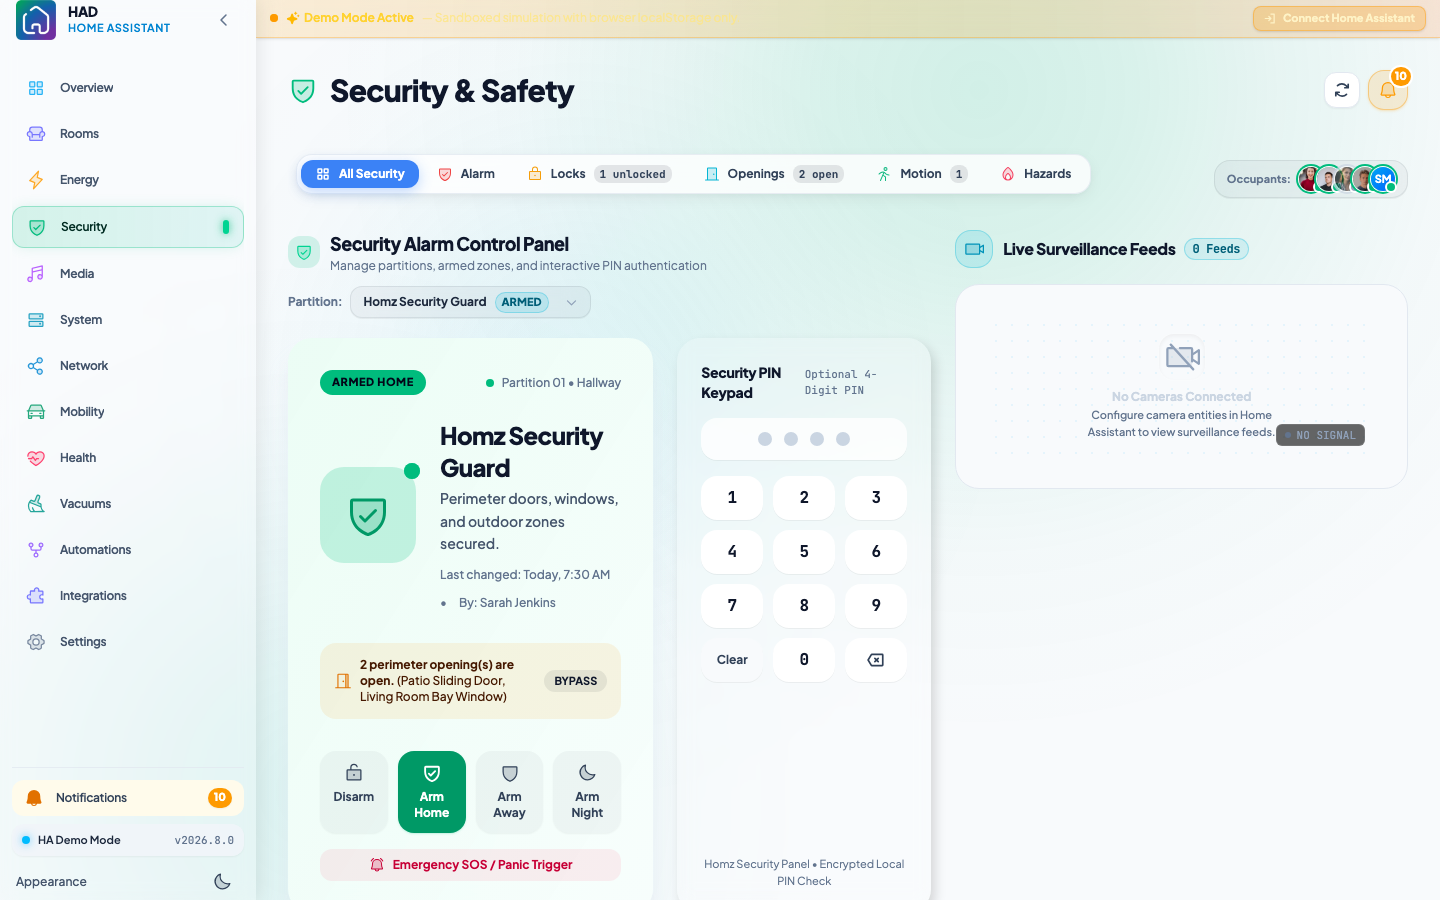 HAD
HOME ASSISTANT
Overview
Rooms
Energy
Security
Media
System
Network
Mobility
Health
Vacuums
Automations
Integrations
Settings
Notifications
10
HA Demo Mode
v2026.8.0
Appearance
Demo Mode Active
Connect Home Assistant
Security & Safety
10
All Security
Alarm
Locks
1 unlocked
Openings
2 open
Motion
1
Hazards
Occupants:
SM
Security Alarm Control Panel
Manage partitions, armed zones, and interactive PIN authentication
Partition:
Homz Security Guard
ARMED
ARMED HOME
Partition 01 • Hallway
Homz Security
Guard
Perimeter doors, windows,
and outdoor zones
secured.
Last changed: Today, 7:30 AM
• By: Sarah Jenkins
2 perimeter opening(s) are
open. (Patio Sliding Door,
Living Room Bay Window)
BYPASS
Disarm
Arm
Home
Arm
Away
Arm
Night
Emergency SOS / Panic Trigger
Security PIN
Keypad
Optional 4-
Digit PIN
1
2
3
4
5
6
7
8
9
Clear
0
Homz Security Panel • Encrypted Local
PIN Check
Live Surveillance Feeds
0 Feeds
No Cameras Connected
Configure camera entities in Home
Assistant to view surveillance feeds.
NO SIGNAL